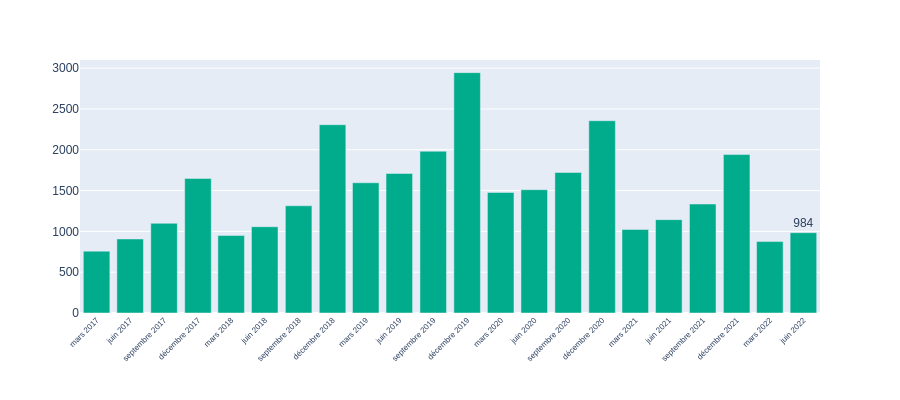 3000
2500
2000
1500
1000
500
0
984
mars 2017
juin 2017
septembre 2017
décembre 2017
mars 2018
juin 2018
septembre 2018
décembre 2018
mars 2019
juin 2019
septembre 2019
décembre 2019
mars 2020
juin 2020
septembre 2020
décembre 2020
mars 2021
juin 2021
septembre 2021
décembre 2021
mars 2022
juin 2022